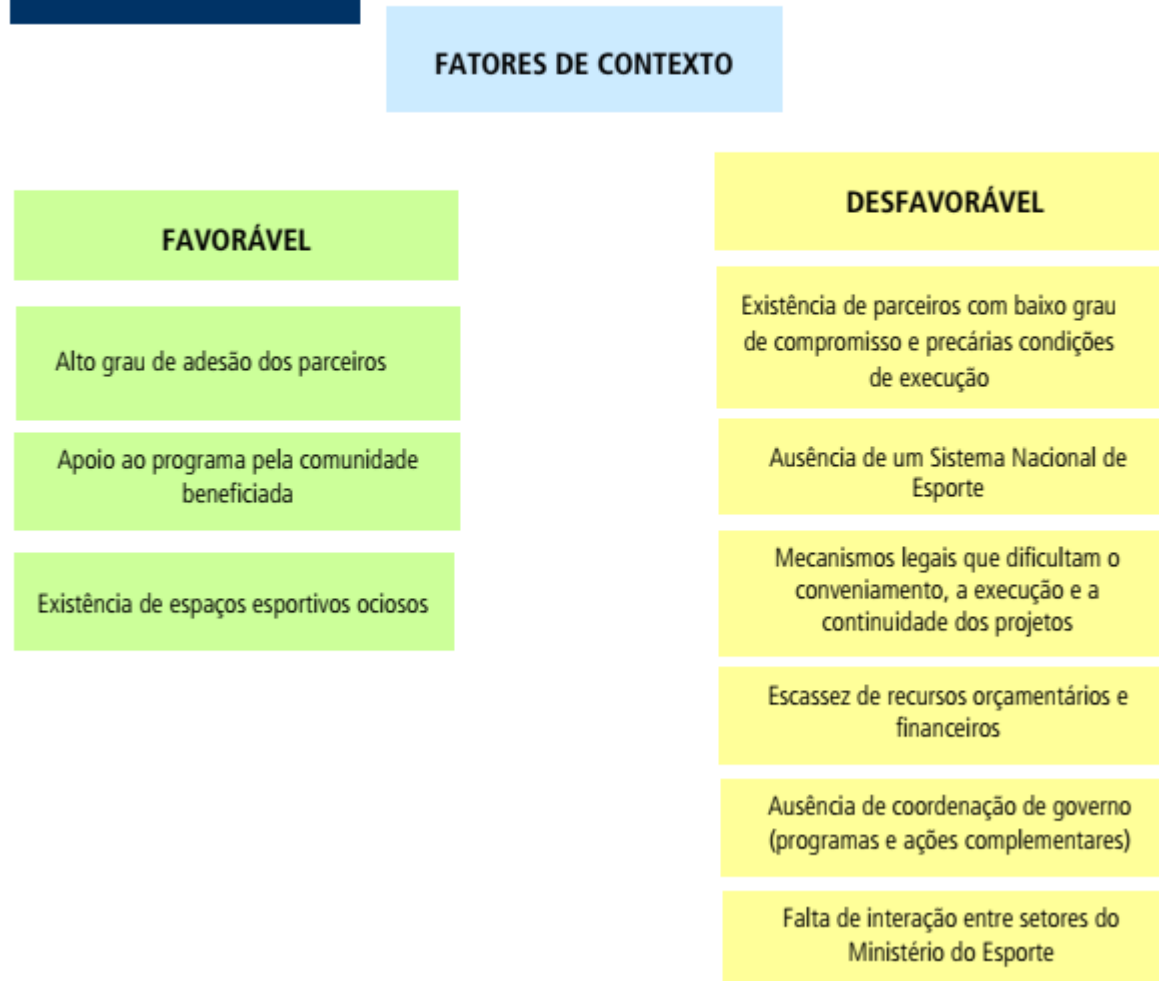 FATORES DE CONTEXTO
FAVORÁVEL
Alto grau de adesão dos parceiros
Apoio ao programa pela comunidade
beneficiada
Existência de espaços esportivos ociosos
DESFAVORÁVEL
Existência de parceiros com baixo grau
de compromisso e precárias condições
de execução
Ausência de um Sistema Nacional de
Esporte
Mecanismos legais que dificultam o
conveniamento, a execução e a
continuidade dos projetos
Escassez de recursos orçamentários e
financeiros
Ausência de coordenação de governo
(programas e ações complementares)
Falta de interação entre setores do
Ministério do Esporte